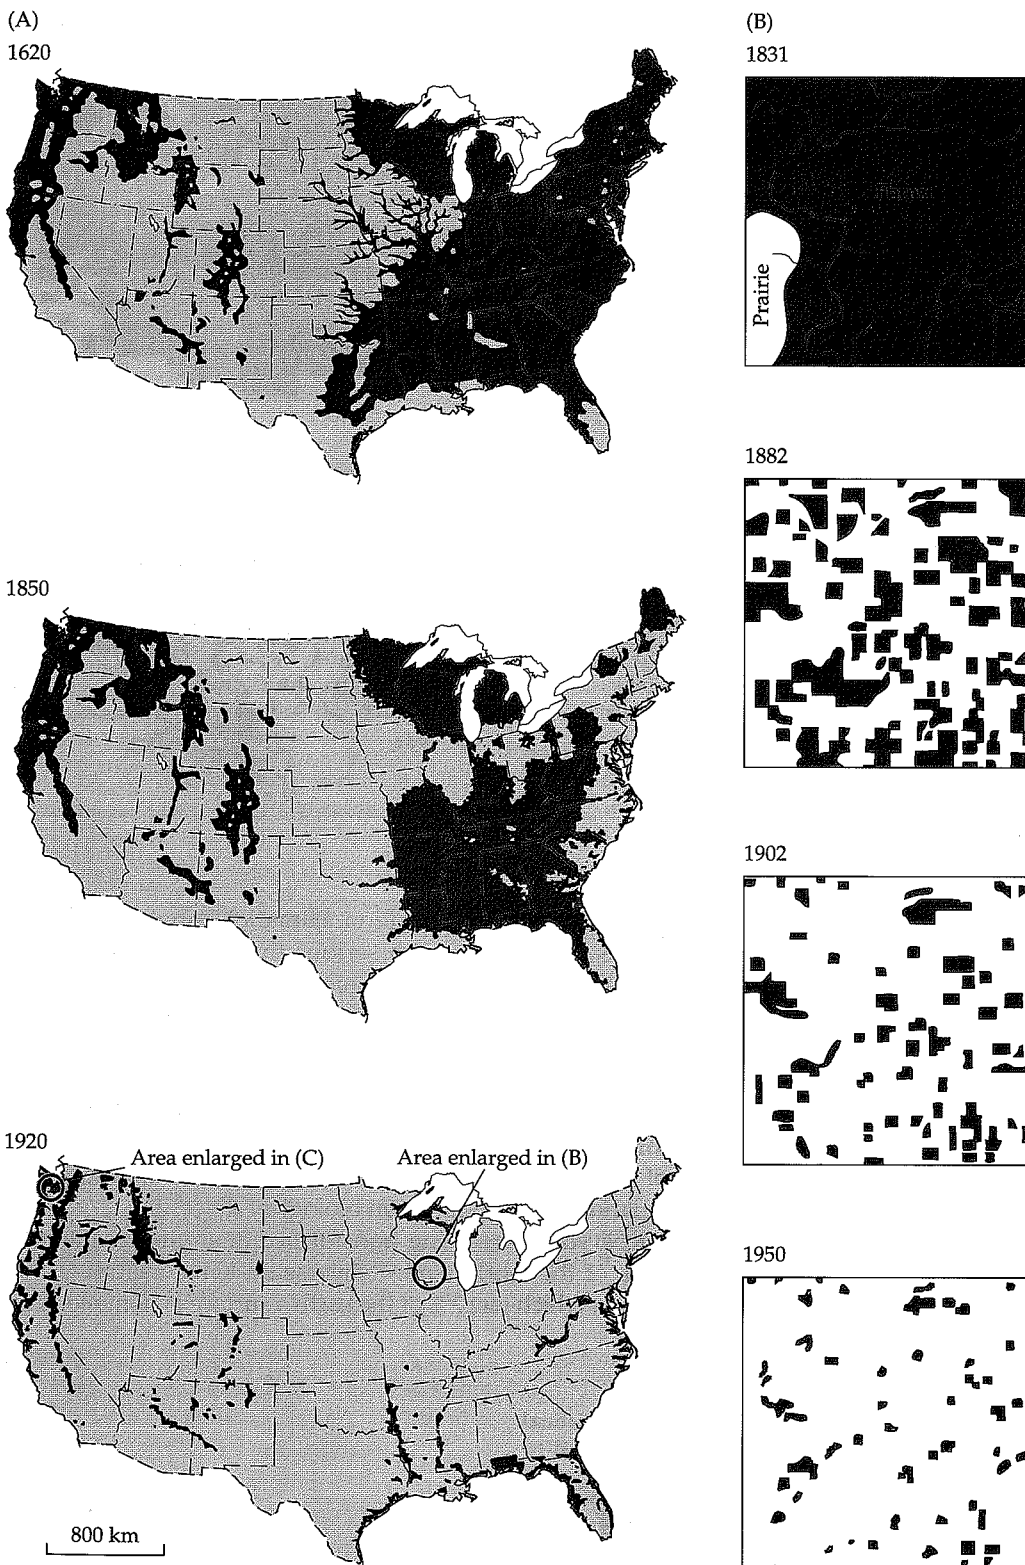 (A)
1620
1850
1920
Area enlarged in (C)
Area enlarged in (B)
800 km
(B)
1831
Prairie
1882
1902
1950